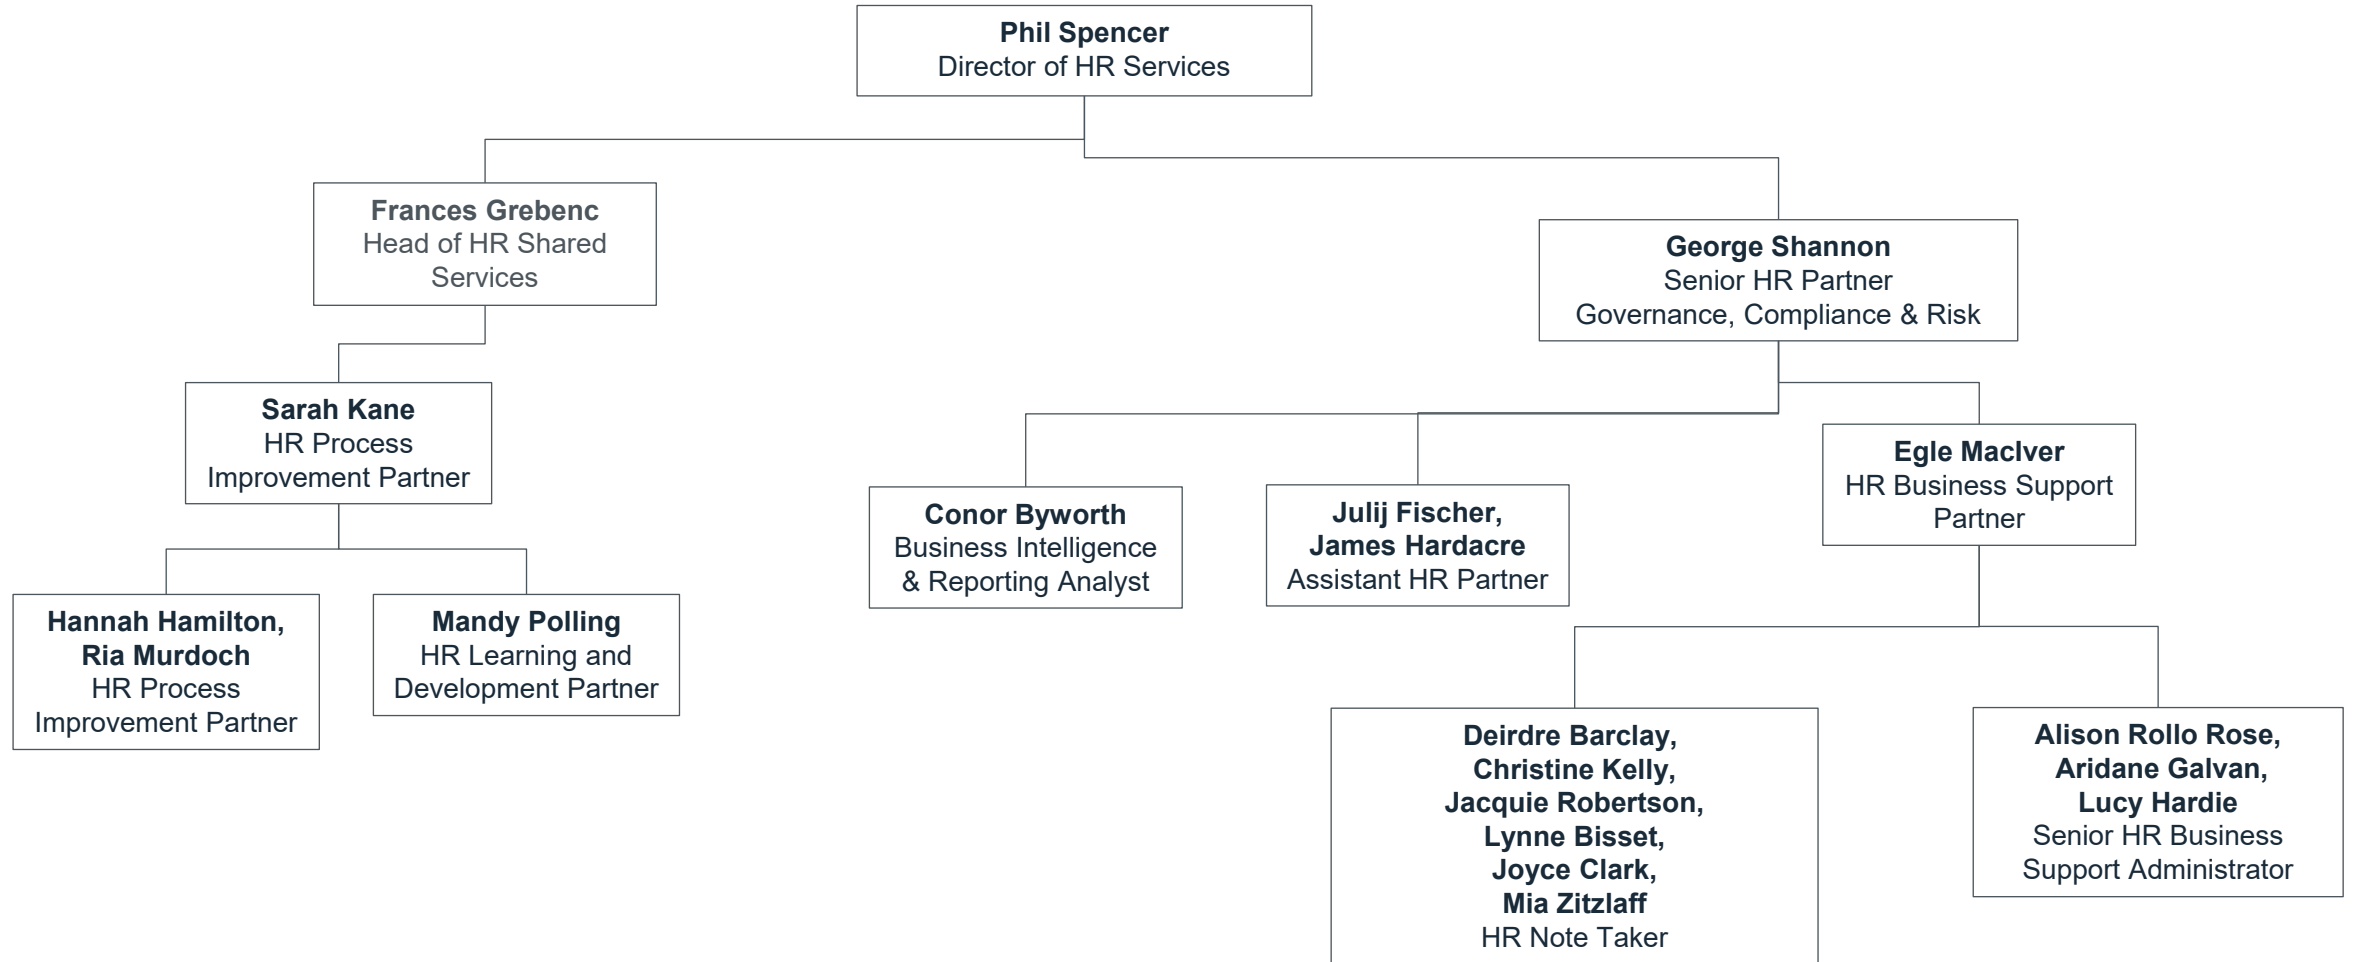 Phil Spencer
Director of HR Services
Frances Grebenc
Head of HR Shared
Services
George Shannon
Senior HR Partner
Governance, Compliance & Risk
Sarah Kane
HR Process
Improvement Partner
Egle MacIver
HR Business Support
Partner
Conor Byworth
Business Intelligence
& Reporting Analyst
Julij Fischer,
James Hardacre
Assistant HR Partner
Hannah Hamilton,
Ria Murdoch
HR Process
Improvement Partner
Mandy Polling
HR Learning and
Development Partner
Deirdre Barclay,
Christine Kelly,
Jacquie Robertson,
Lynne Bisset,
Joyce Clark,
Mia Zitzlaff
HR Note Taker
Alison Rollo Rose,
Aridane Galvan,
Lucy Hardie
Senior HR Business
Support Administrator